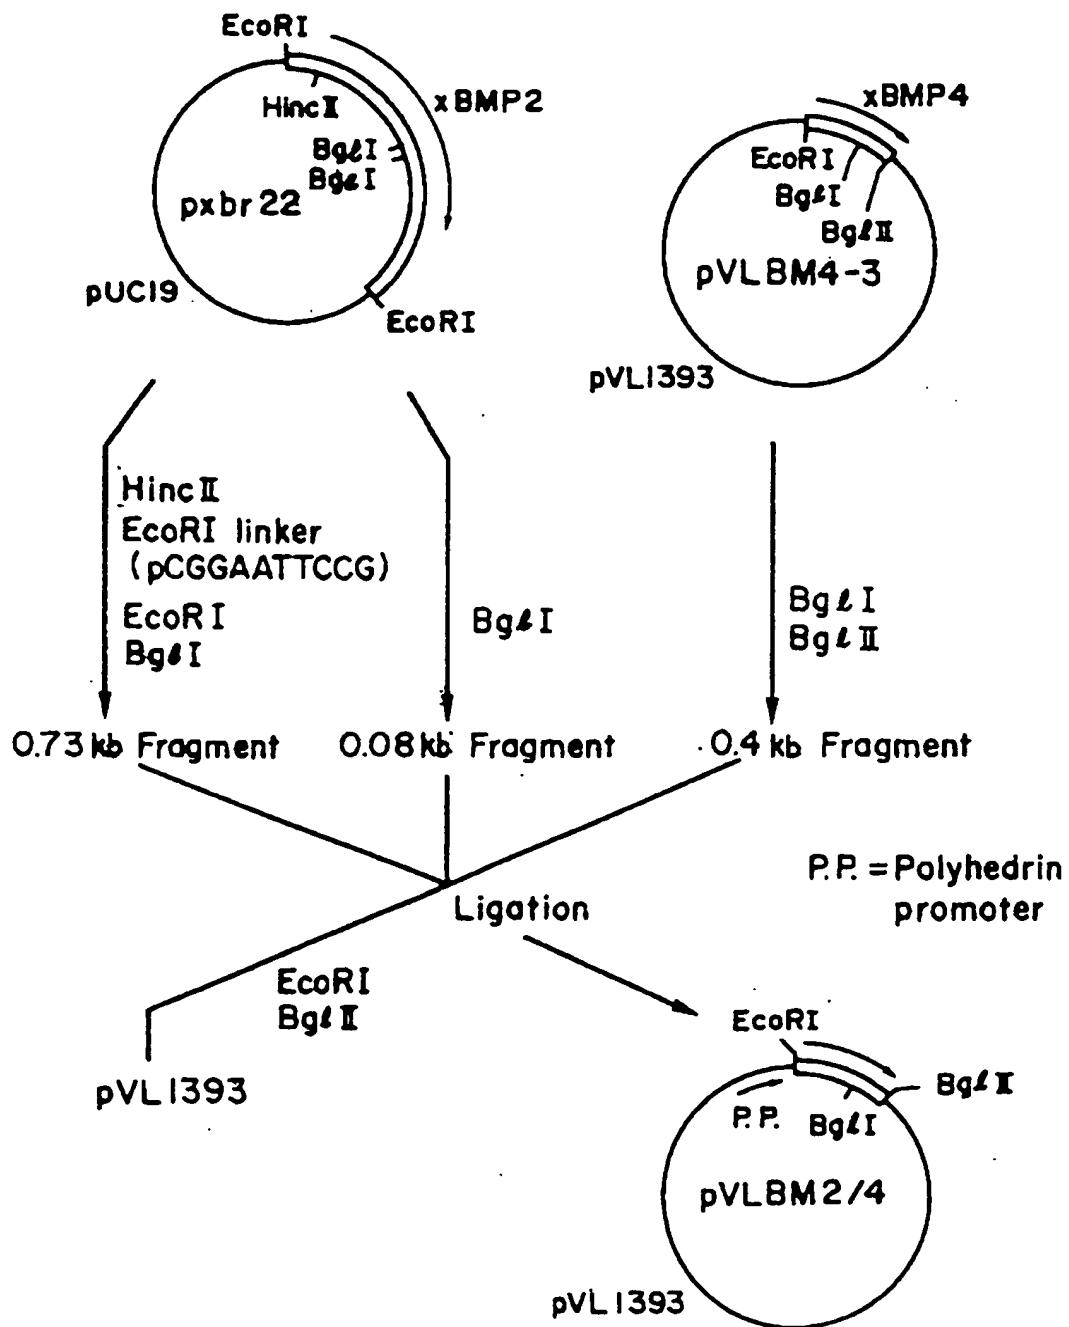 EcoRI
xBMP2
HincⅡ
BglI
BglI
pxbr22
pUC19
EcoRI
xBMP4
EcoRI
BglI
BglⅡ
pVLBM4-3
pVL1393
HincⅡ
EcoRI linker
(pCGGAATTCCG)
EcoRI
BglI
BglI
BglI
BglⅡ
0.73 kb Fragment
0.08 kb Fragment
0.4 kb Fragment
P.P. = Polyhedrin
promoter
Ligation
EcoRI
BglⅡ
pVL1393
EcoRI
BglⅡ
P.P.
BglI
pVLBM2/4
pVL1393